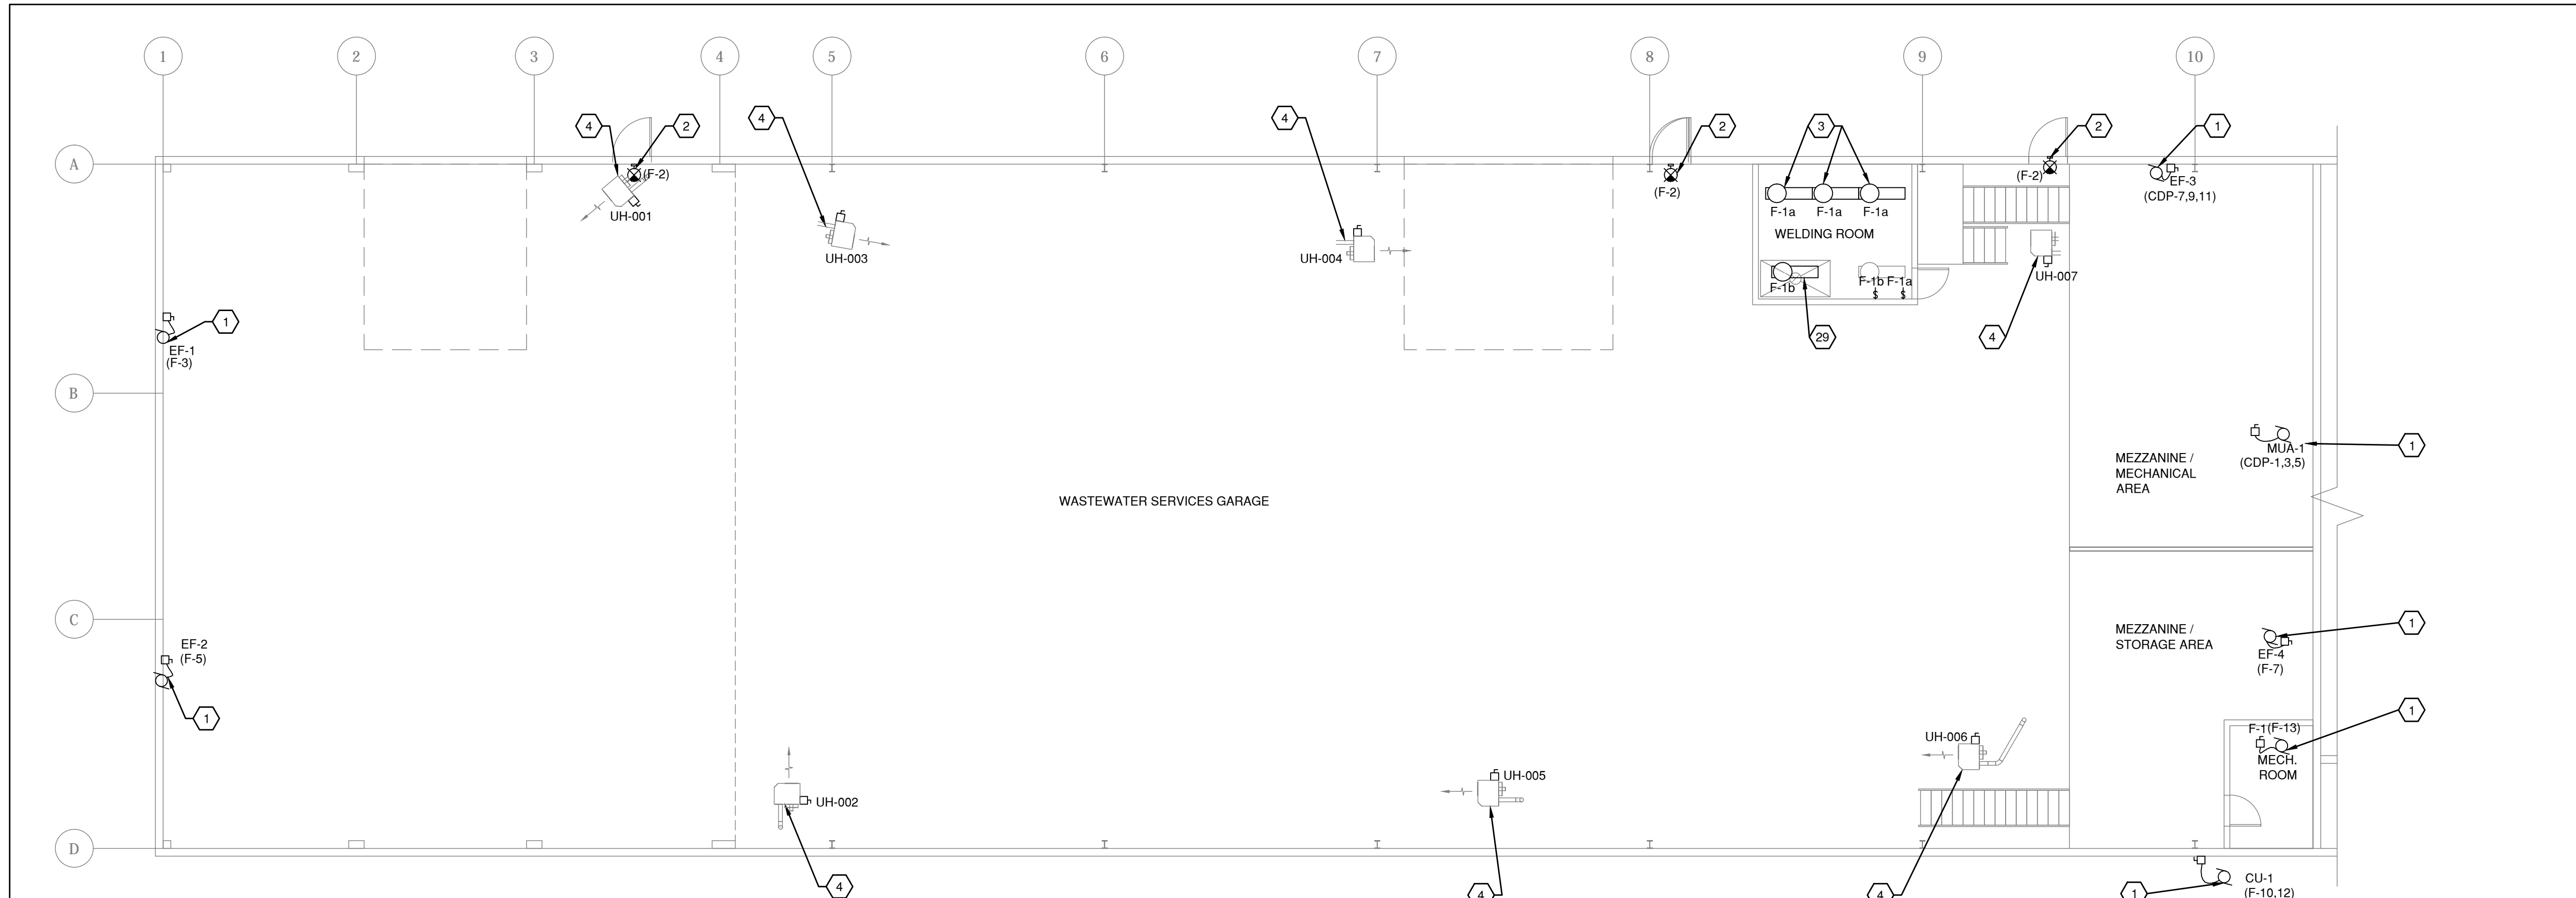 1
2
3
4
5
6
7
8
9
10
A
B
C
D
4
2
4
4
2
3
2
1
(F-2)
UH-001
UH-003
UH-004
(F-2)
F-1a
F-1a
F-1a
WELDING ROOM
F-1b
F-1b
F-1a
$
$
29
(F-2)
UH-007
4
EF-3
(CDP-7,9,11)
1
EF-1
(F-3)
MUA-1
(CDP-1,3,5)
1
MEZZANINE /
MECHANICAL
AREA
WASTEWATER SERVICES GARAGE
EF-2
(F-5)
1
MEZZANINE /
STORAGE AREA
EF-4
(F-7)
1
F-1
(F-13)
MECH.
ROOM
1
UH-002
4
UH-005
4
UH-006
4
CU-1
(F-10,12)
1